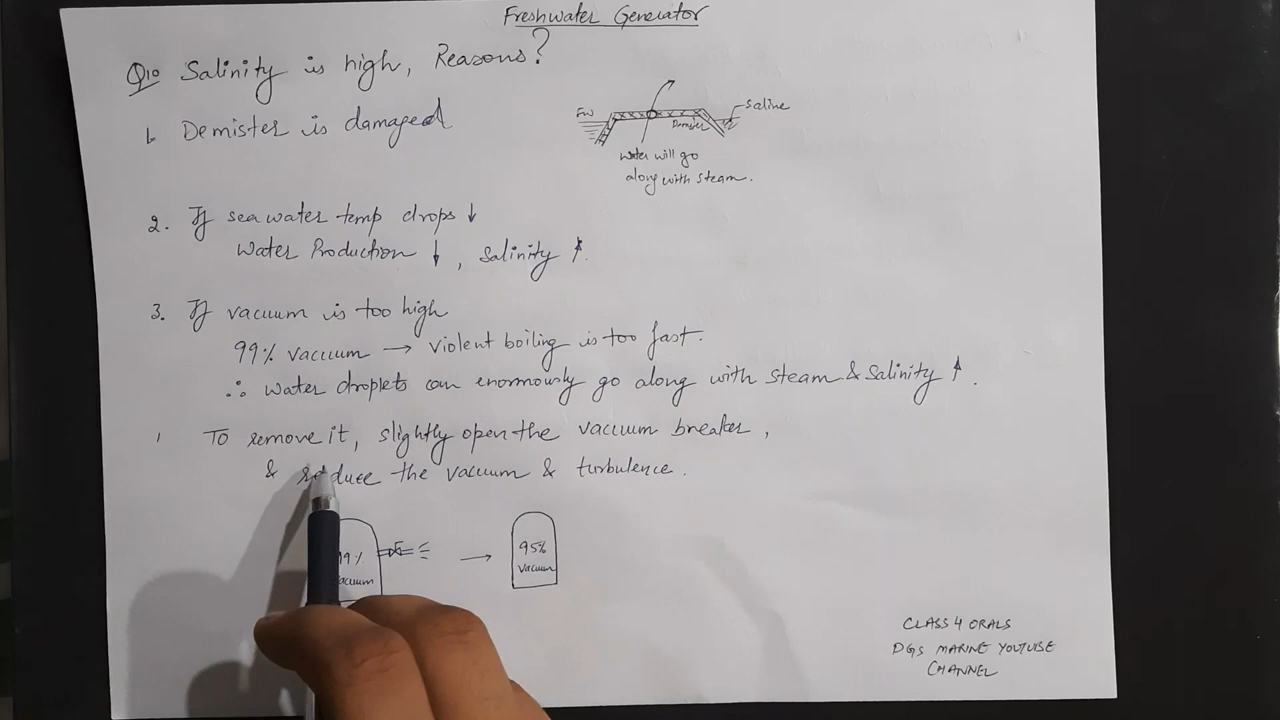 Freshwater Generator
Q10 Salinity is high, Reasons?
1. Demister is damaged
FW
Saline
Demister
Water will go
along with steam.
2. If sea water temp drops ↓
Water Production ↓, Salinity ↑.
3. If vacuum is too high
99% vacuum → violent boiling is too fast.
∴ water droplets can enormously go along with steam & Salinity ↑.
To remove it, slightly open the vacuum breaker,
& reduce the vacuum & turbulence.
→
95%
vacuum
CLASS 4 ORALS
DGS MARINE YOUTUBE
CHANNEL